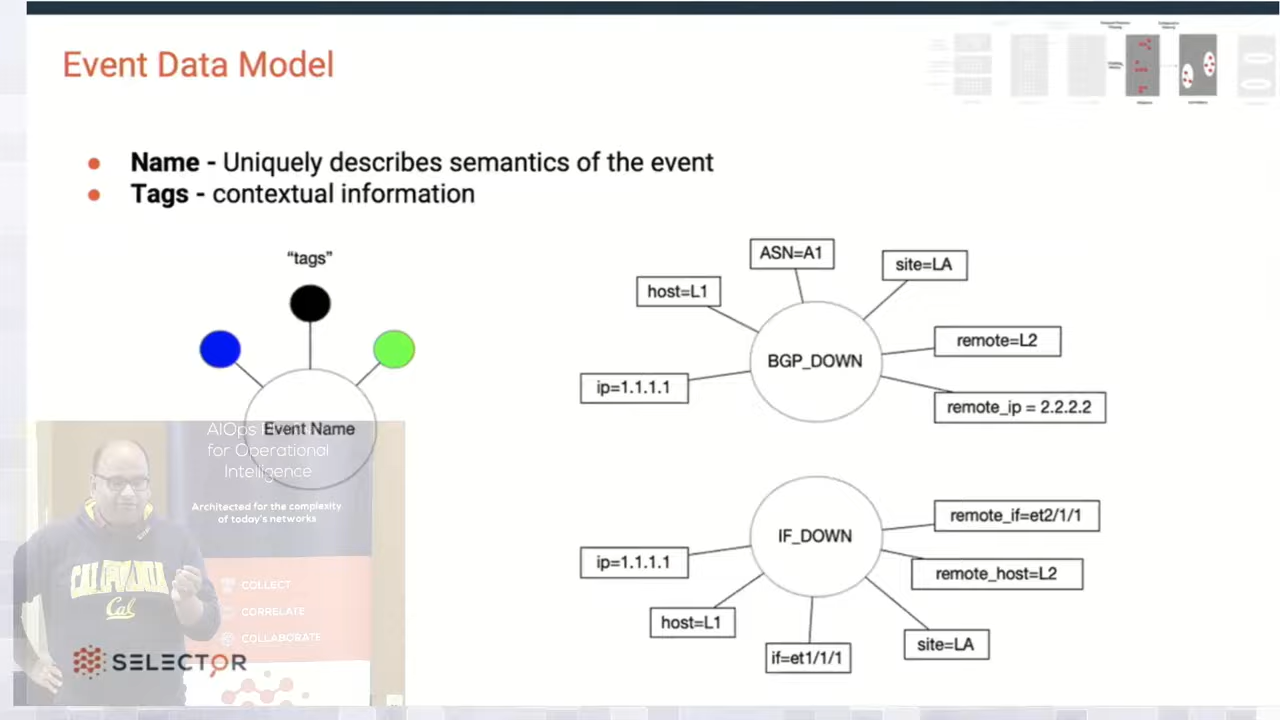 Event Data Model
● Name - Uniquely describes semantics of the event
● Tags - contextual information
“tags”
Event Name
ASN=A1
site=LA
host=L1
remote=L2
BGP_DOWN
ip=1.1.1.1
remote_ip = 2.2.2.2
remote_if=et2/1/1
IF_DOWN
ip=1.1.1.1
remote_host=L2
host=L1
site=LA
if=et1/1/1
AIOps
for Operational
Intelligence
Architected for the complexity
of today's networks
COLLECT
CORRELATE
COLLABORATE
CALIFORNIA
Cal
SELECTOR